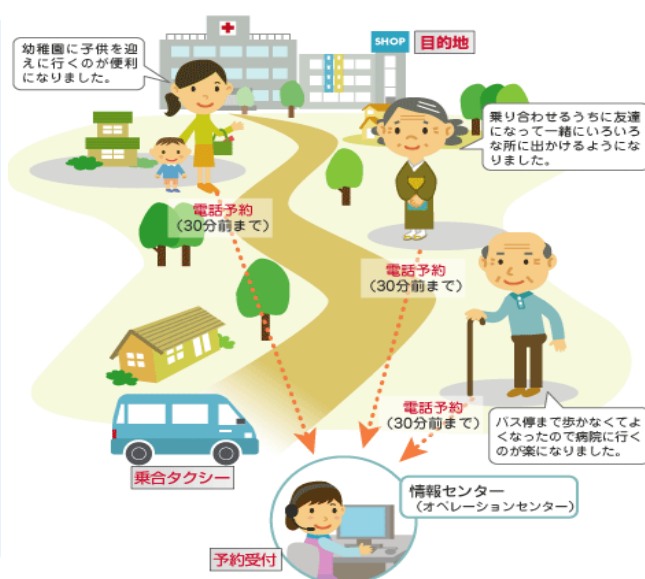 幼稚園に子供を迎
えに行くのが便利
になりました。
SHOP
目的地
乗り合わせるうちに友達
になって一緒にいろいろ
な所に出かけるようにな
りました。
電話予約
(30分前まで)
電話予約
(30分前まで)
電話予約
(30分前まで)
バス停まで歩かなくてよ
くなったので病院に行く
のが楽になりました。
乗合タクシー
情報センター
(オペレーションセンター)
予約受付